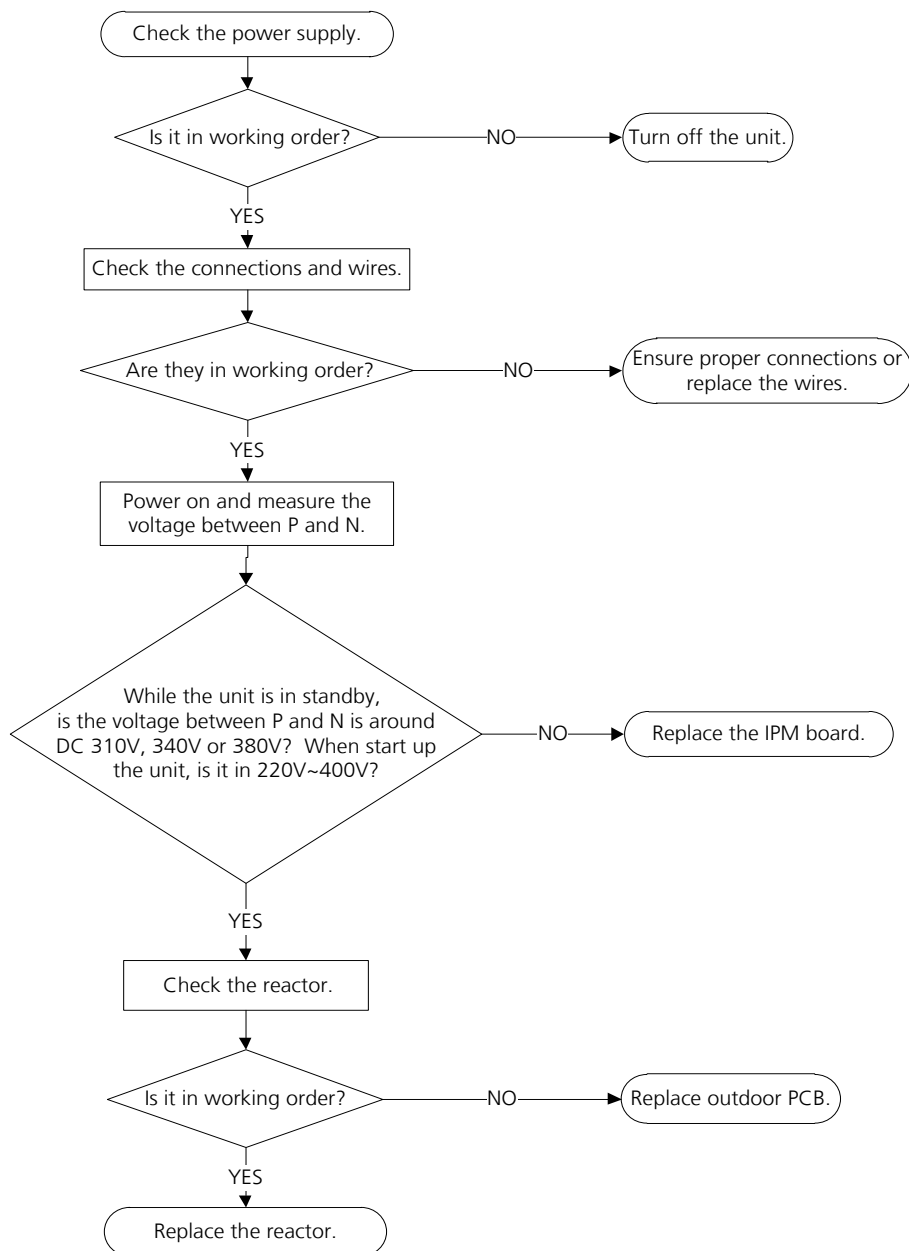 Check the power supply.
Is it in working order?
NO
Turn off the unit.
YES
Check the connections and wires.
Are they in working order?
NO
Ensure proper connections or
replace the wires.
YES
Power on and measure the
voltage between P and N.
While the unit is in standby,
is the voltage between P and N is around
DC 310V, 340V or 380V? When start up
the unit, is it in 220V~400V?
NO
Replace the IPM board.
YES
Check the reactor.
Is it in working order?
NO
Replace outdoor PCB.
YES
Replace the reactor.